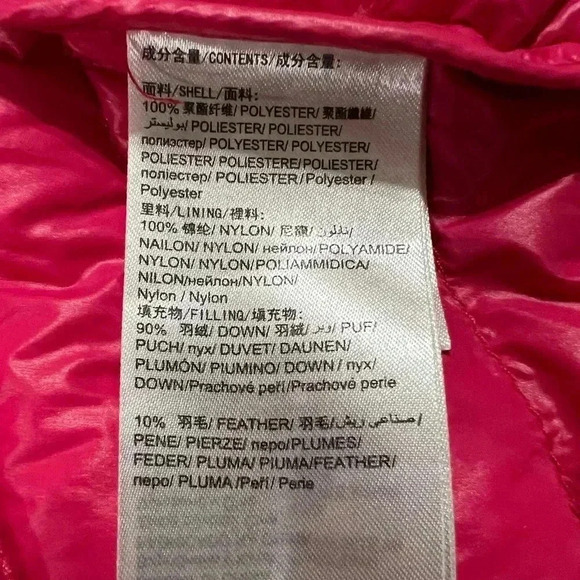 成分含量/CONTENTS/成分含量:
面料/SHELL/面料:
100% 聚酯纤维/ POLYESTER/ 聚酯纖維/
بوليستر/ POLIESTER/ POLIESTER/
полиэстер/ POLYESTER/ POLYESTER/
POLIESTER/ POLIESTERE/POLIESTER/
поліестер/ POLIESTER/Polyester /
Polyester
里料/LINING/裡料:
100% 锦纶/ NYLON/ 尼龍/ نايلون/
NAILON/ NYLON/ нейлон/POLYAMIDE/
NYLON/ NYLON/POLIAMMIDICA/
NILON/нейлон/NYLON/
Nylon / Nylon
填充物/FILLING/填充物:
90% 羽绒/ DOWN/ 羽絨/ وبر/ PUF/
PUCH/ пух/ DUVET/ DAUNEN/
PLUMÓN/ PIUMINO/ DOWN / пух/
DOWN/Prachové peří/Prachové perie
10% 羽毛/ FEATHER/ 羽毛/ صناعي ريش/
PENE/ PIERZE/ перо/PLUMES/
FEDER/ PLUMA/ PIUMA/FEATHER/
перо/ PLUMA /Peří / Perie